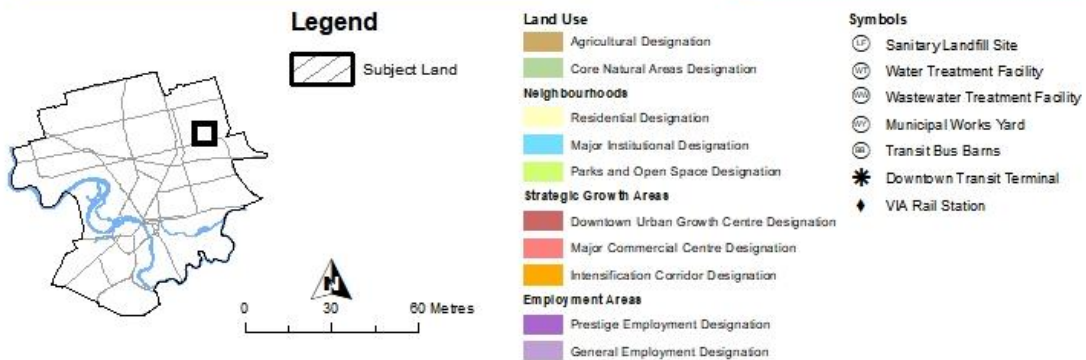 Legend
Subject Land
N
0 30 60 Metres
Land Use
Agricultural Designation
Core Natural Areas Designation
Neighbourhoods
Residential Designation
Major Institutional Designation
Parks and Open Space Designation
Strategic Growth Areas
Downtown Urban Growth Centre Designation
Major Commercial Centre Designation
Intensification Corridor Designation
Employment Areas
Prestige Employment Designation
General Employment Designation
Symbols
LF Sanitary Landfill Site
WT Water Treatment Facility
WW Wastewater Treatment Facility
WY Municipal Works Yard
BB Transit Bus Barns
Downtown Transit Terminal
VIA Rail Station